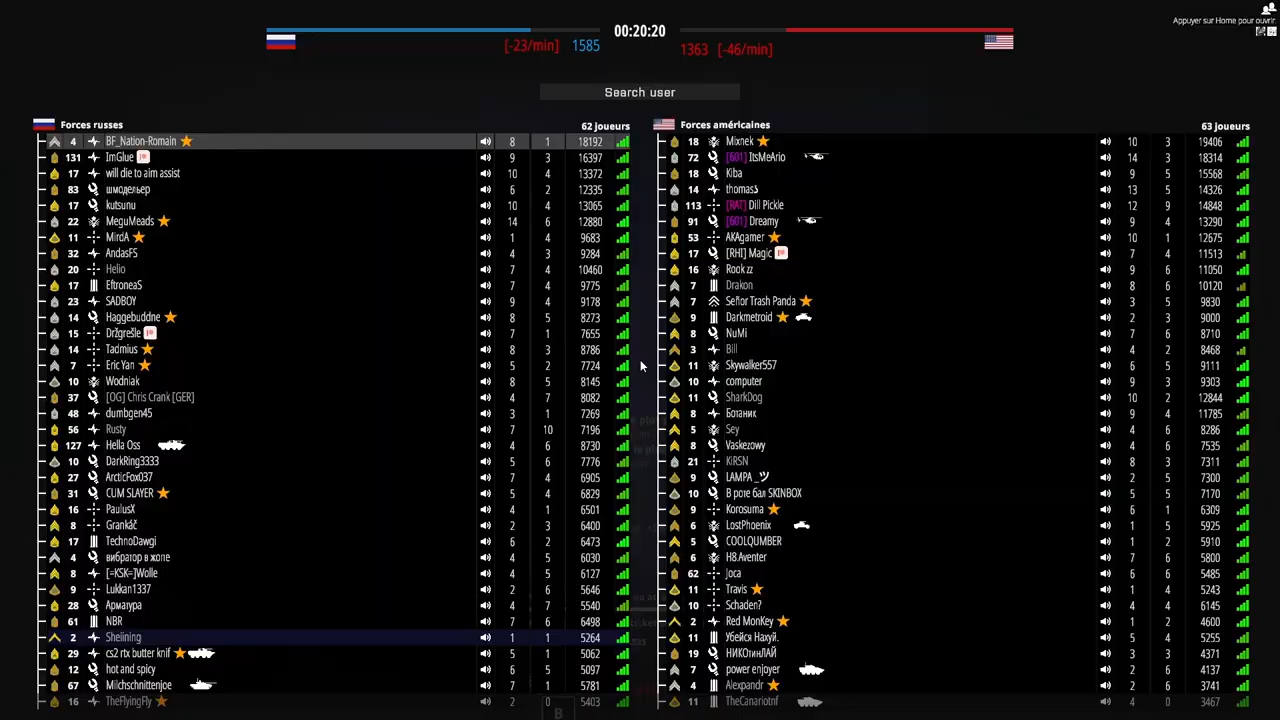 Appuyer sur Home pour ouvrir.
00:20:20
[-23/min] 1585
1363 [-46/min]
Search user
Forces russes 62 joueurs
4 BF_Nation-Romain 8 1 18192
131 ImGlue 9 3 16397
17 will die to aim assist 10 4 13372
83 шмодельер 6 2 12335
17 kutsunu 10 4 13065
22 MeguMeads 14 6 12880
11 MirdA 1 4 9683
32 AndasFS 4 3 9284
20 Helio 7 4 10460
17 EftroneaS 7 4 9775
23 SADBOY 9 4 9178
14 Haggebuddne 8 5 8273
15 Držgrešle 7 1 7655
14 Tadmius 8 3 8786
7 Eric Yan 5 2 7724
10 Wodniak 8 5 8145
37 [OG] Chris Crank [GER] 4 7 8082
48 dumbgen45 3 1 7269
56 Rusty 7 10 7196
127 Hella Oss 4 6 8730
10 DarkRing3333 5 6 7776
27 ArcticFox037 7 4 6905
31 CUM SLAYER 5 4 6829
16 PaulusX 4 1 6501
8 Grankáč 2 3 6400
17 TechnoDawgi 6 2 6473
4 вибратор в жопе 4 5 6030
8 [=KSK=]Wolle 4 5 6127
9 Lukkan1337 2 6 5646
28 Арматура 4 7 5540
61 NBR 7 6 6498
2 Sheiining 1 1 5264
29 cs2 rtx butter knif 5 1 5062
12 hot and spicy 6 5 5097
67 Milchschnittenjoe 7 1 5781
16 TheFlyingFly 2 0 5403
B
Forces américaines 63 joueurs
18 Mixnek 10 3 19406
72 [601] ItsMeArio 14 3 18314
18 Kiba 9 5 15568
14 thomasــ 13 5 14326
113 [RAT] Dill Pickle 12 9 14848
91 [601] Dreamy 9 4 13290
53 AKAgamer 10 1 12675
17 [RHI] Magic 7 4 11513
16 Rook zz 9 6 11050
7 Drakon 8 6 10120
7 Señor Trash Panda 3 5 9830
9 Darkmetroid 2 3 9000
8 NuMi 7 6 8710
3 Bill 4 2 8468
11 Skywalker557 6 5 9111
10 computer 9 3 9303
11 SharkDog 10 2 12844
8 Ботаник 9 4 11785
5 Sey 4 6 8286
8 Vaskezowy 4 6 7535
21 KiRSN 8 3 7311
9 LAMPA _ツ 2 5 7300
10 В роте бал SKINBOX 5 5 7170
9 Korosuma 6 1 6309
6 LostPhoenix 1 5 5925
5 COOLQUMBER 1 2 5910
6 H8.Aventer 7 6 5800
62 Joca 6 6 5485
11 Travis 1 4 5243
10 Schaden? 4 4 6145
2 Red MonKey 1 2 4600
11 Убейся Нахуй. 5 4 5255
19 НИКОтинЛАЙ 3 3 4371
7 power enjoyer 2 6 4137
4 Alexpandr 2 6 3741
11 TheCanariotnf 4 0 3467